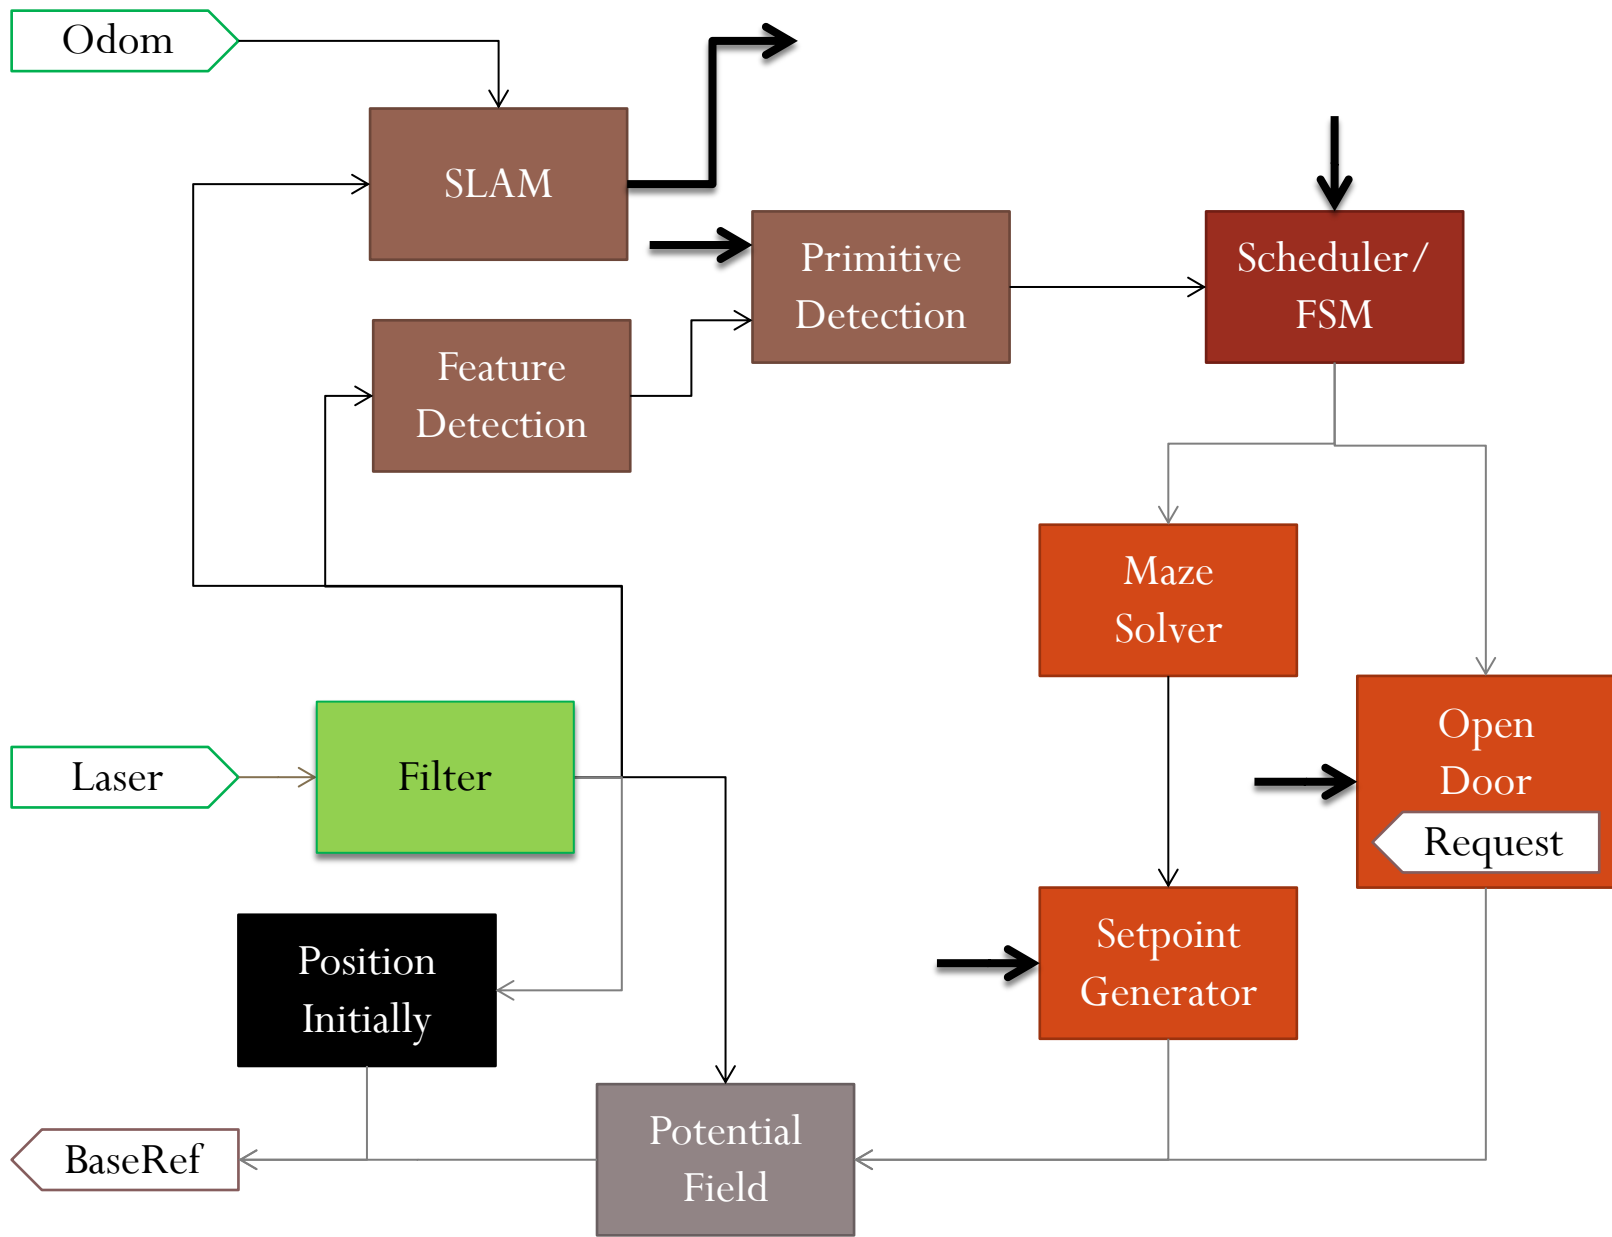 Odom
SLAM
Primitive
Detection
Scheduler/
FSM
Feature
Detection
Maze
Solver
Laser
Filter
Open
Door
Request
Position
Initially
Setpoint
Generator
BaseRef
Potential
Field